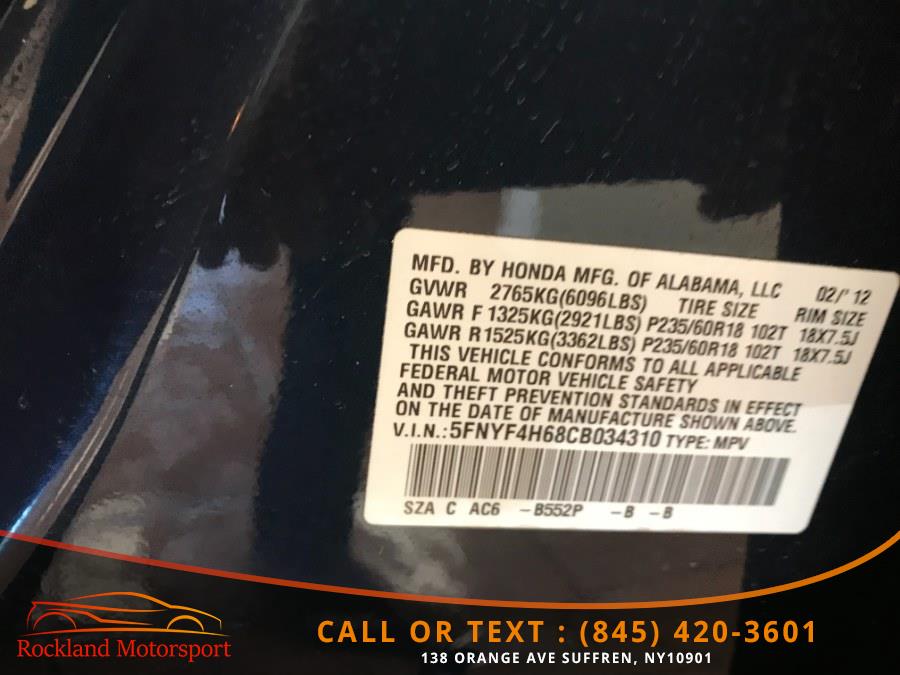 MFD. BY HONDA MFG. OF ALABAMA, LLC 02/'12
GVWR 2765KG(6096LBS) TIRE SIZE RIM SIZE
GAWR F 1325KG(2921LBS) P235/60R18 102T 18X7.5J
GAWR R 1525KG(3362LBS) P235/60R18 102T 18X7.5J
THIS VEHICLE CONFORMS TO ALL APPLICABLE
FEDERAL MOTOR VEHICLE SAFETY
AND THEFT PREVENTION STANDARDS IN EFFECT
ON THE DATE OF MANUFACTURE SHOWN ABOVE.
V.I.N.:5FNYF4H68CB034310 TYPE: MPV
SZA C AC6 –B552P –B –B
Rockland Motorsport
CALL OR TEXT : (845) 420-3601
138 ORANGE AVE SUFFREN, NY10901